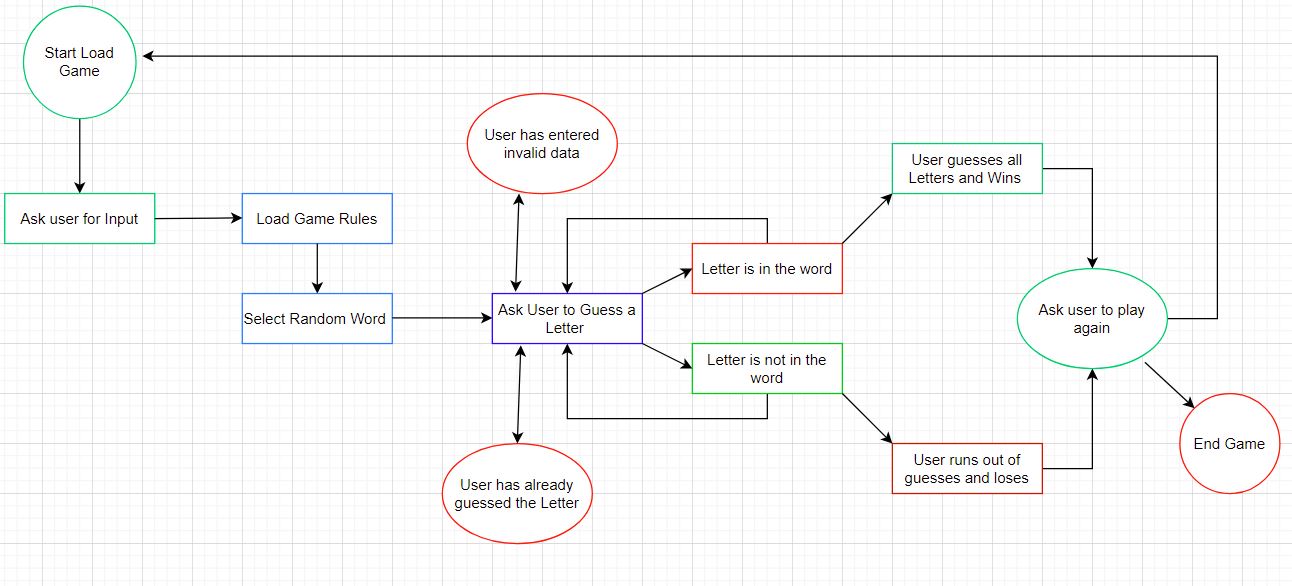 Start Load
Game
Ask user for Input
Load Game Rules
Select Random Word
User has entered
invalid data
Ask User to Guess a
Letter
User has already
guessed the Letter
Letter is in the word
Letter is not in the
word
User guesses all
Letters and Wins
User runs out of
guesses and loses
Ask user to play
again
End Game